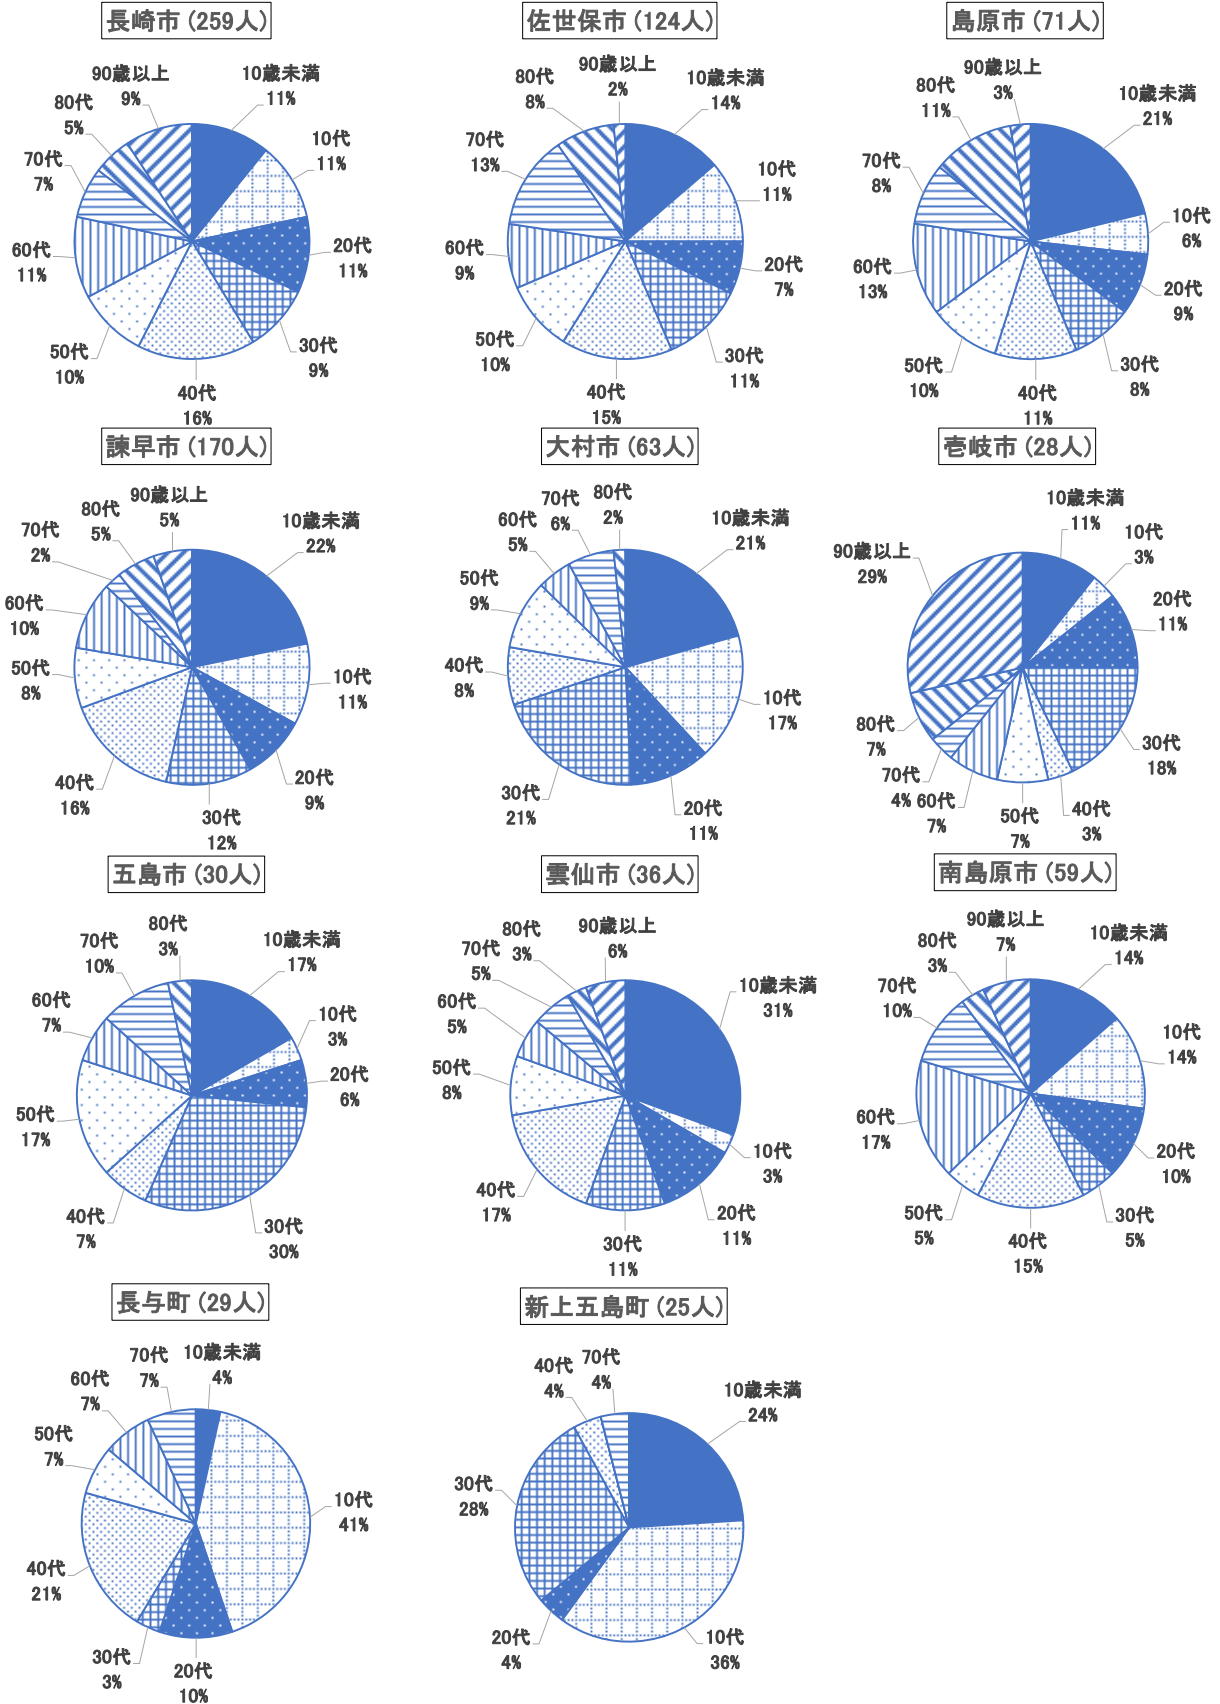 長崎市(259人)
10歳未満
11%
10代
11%
20代
11%
30代
9%
40代
16%
50代
10%
60代
11%
70代
7%
80代
5%
90歳以上
9%
佐世保市(124人)
10歳未満
14%
10代
11%
20代
7%
30代
11%
40代
15%
50代
10%
60代
9%
70代
13%
80代
8%
90歳以上
2%
島原市(71人)
10歳未満
21%
10代
6%
20代
9%
30代
8%
40代
11%
50代
10%
60代
13%
70代
8%
80代
11%
90歳以上
3%
諫早市(170人)
10歳未満
22%
10代
11%
20代
9%
30代
12%
40代
16%
50代
8%
60代
10%
70代
2%
80代
5%
90歳以上
5%
大村市(63人)
10歳未満
21%
10代
17%
20代
11%
30代
21%
40代
8%
50代
9%
60代
5%
70代
6%
80代
2%
壱岐市(28人)
10歳未満
11%
10代
3%
20代
11%
30代
18%
40代
3%
50代
7%
60代
7%
70代
4%
80代
7%
90歳以上
29%
五島市(30人)
10歳未満
17%
10代
3%
20代
6%
30代
30%
40代
7%
50代
17%
60代
7%
70代
10%
80代
3%
雲仙市(36人)
10歳未満
31%
10代
3%
20代
11%
30代
11%
40代
17%
50代
8%
60代
5%
70代
5%
80代
3%
90歳以上
6%
南島原市(59人)
10歳未満
14%
10代
14%
20代
10%
30代
5%
40代
15%
50代
5%
60代
17%
70代
10%
80代
3%
90歳以上
7%
長与町(29人)
10歳未満
4%
10代
41%
20代
10%
30代
3%
40代
21%
50代
7%
60代
7%
70代
7%
新上五島町(25人)
10歳未満
24%
10代
36%
20代
4%
30代
28%
40代
4%
70代
4%